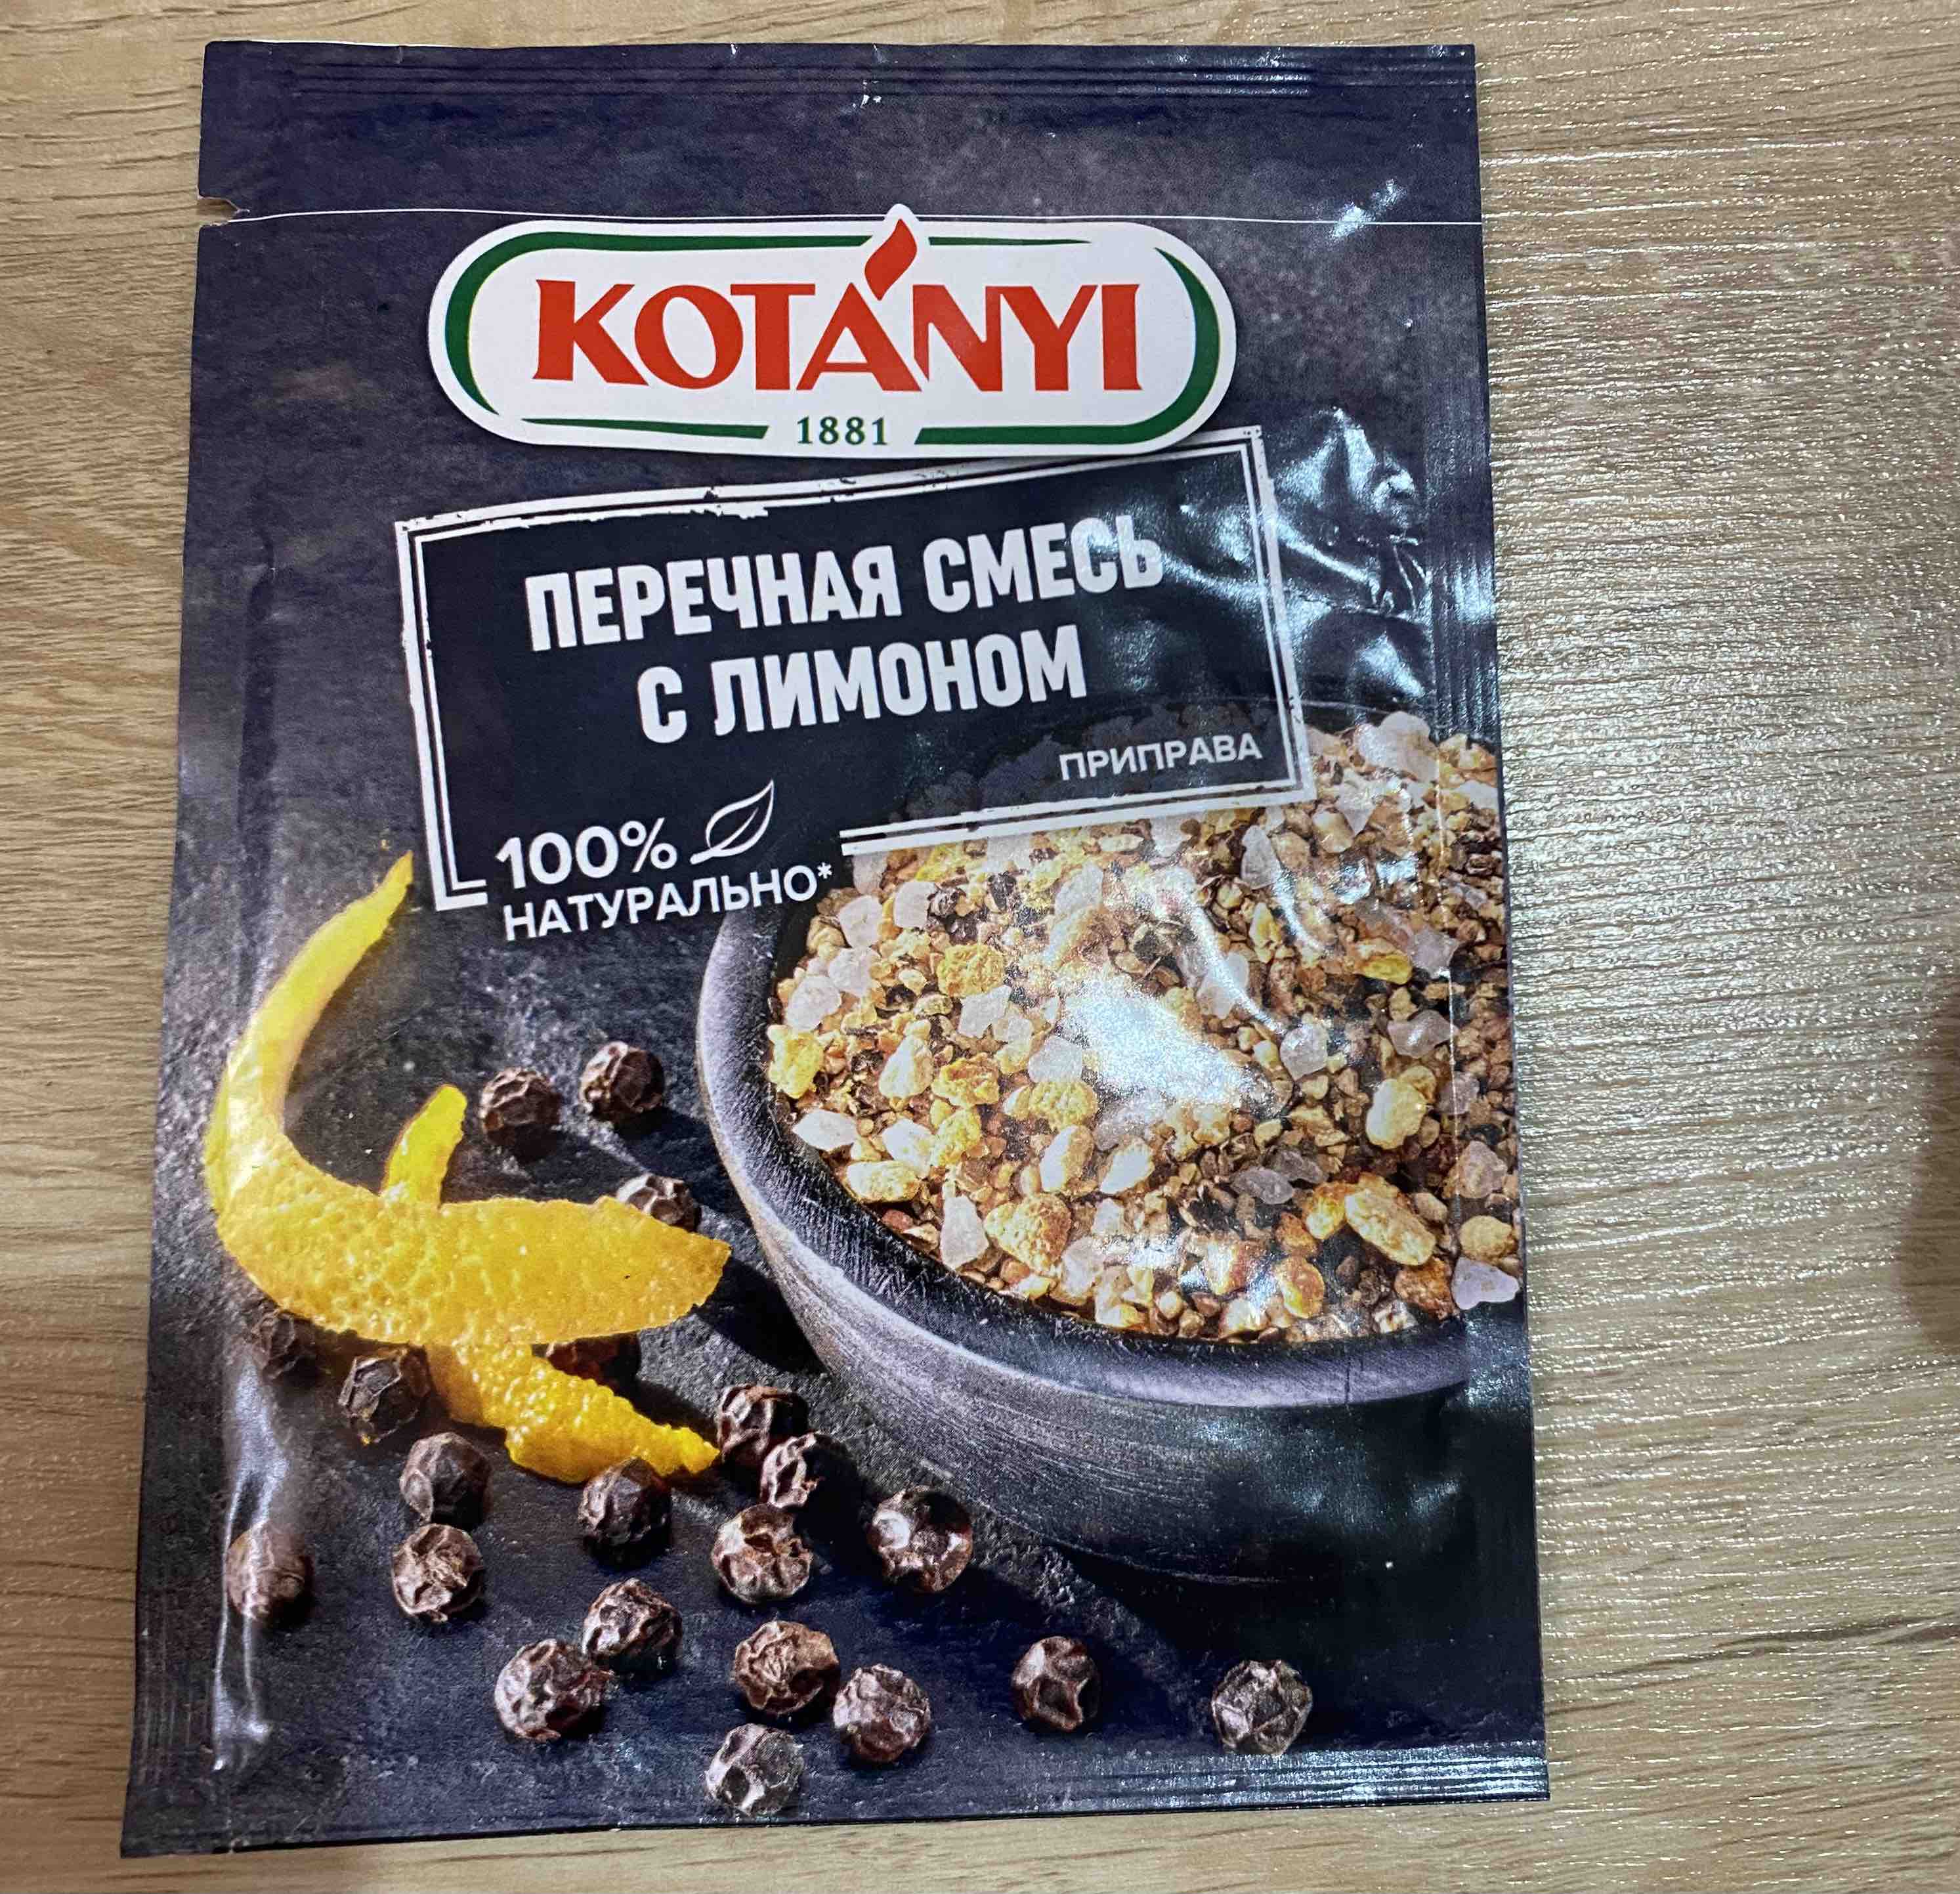 KOTÁNYI
1881
ПЕРЕЧНАЯ СМЕСЬ
С ЛИМОНОМ
ПРИПРАВА
100%
НАТУРАЛЬНО*